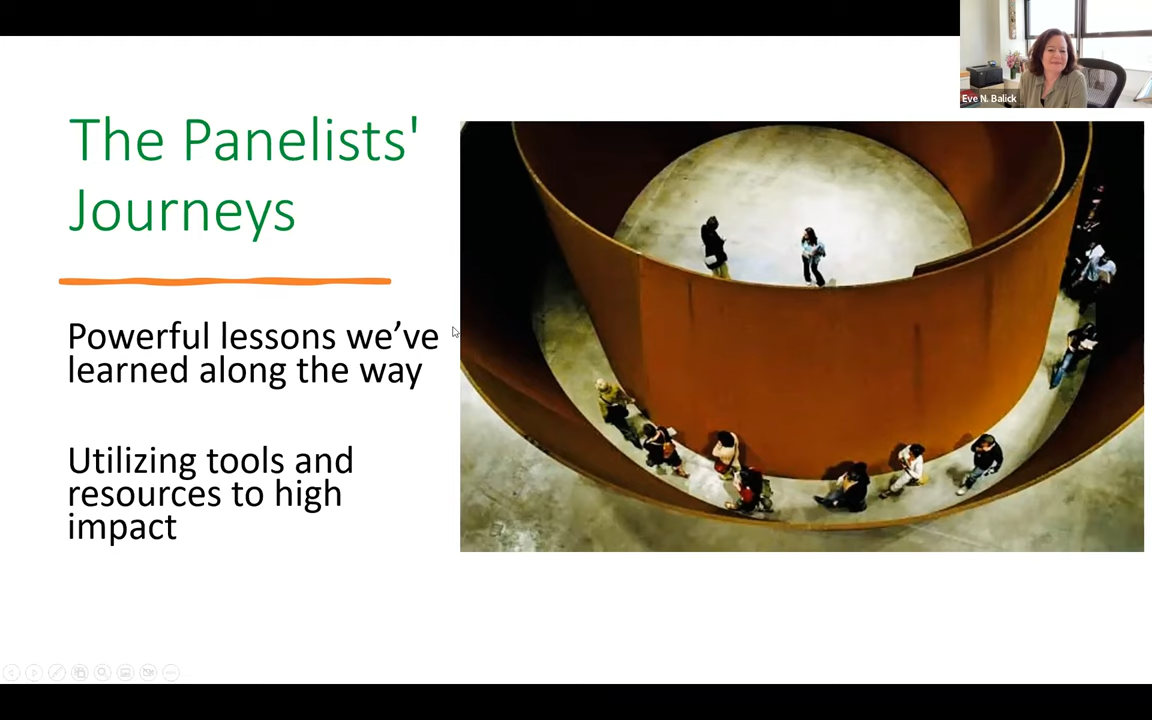 Eve N. Balick
The Panelists'
Journeys
Powerful lessons we’ve
learned along the way
Utilizing tools and
resources to high
impact